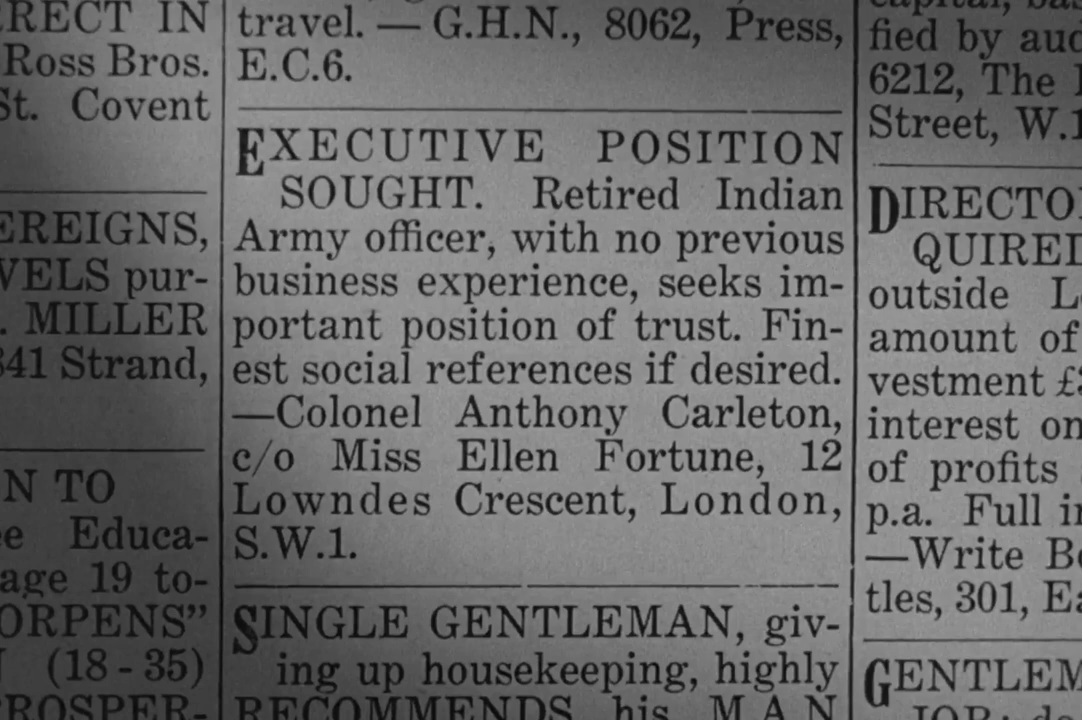 RECT IN
Ross Bros.
St. Covent
EREIGNS,
VELS pur-
. MILLER
341 Strand,
N TO
e Educa-
age 19 to-
ORPENS”
(18 - 35)
ROSPER-
travel. — G.H.N., 8062, Press,
E.C.6.
EXECUTIVE POSITION
SOUGHT. Retired Indian
Army officer, with no previous
business experience, seeks im-
portant position of trust. Fin-
est social references if desired.
—Colonel Anthony Carleton,
c/o Miss Ellen Fortune, 12
Lowndes Crescent, London,
S.W.1.
SINGLE GENTLEMAN, giv-
ing up housekeeping, highly
RECOMMENDS his MAN
capital,
fied by
6212, The
Street, W.1
DIRECTO
QUIRED
outside
amount of
vestment
interest on
of profits
p.a. Full
—Write
tles, 301,
GENTLEM